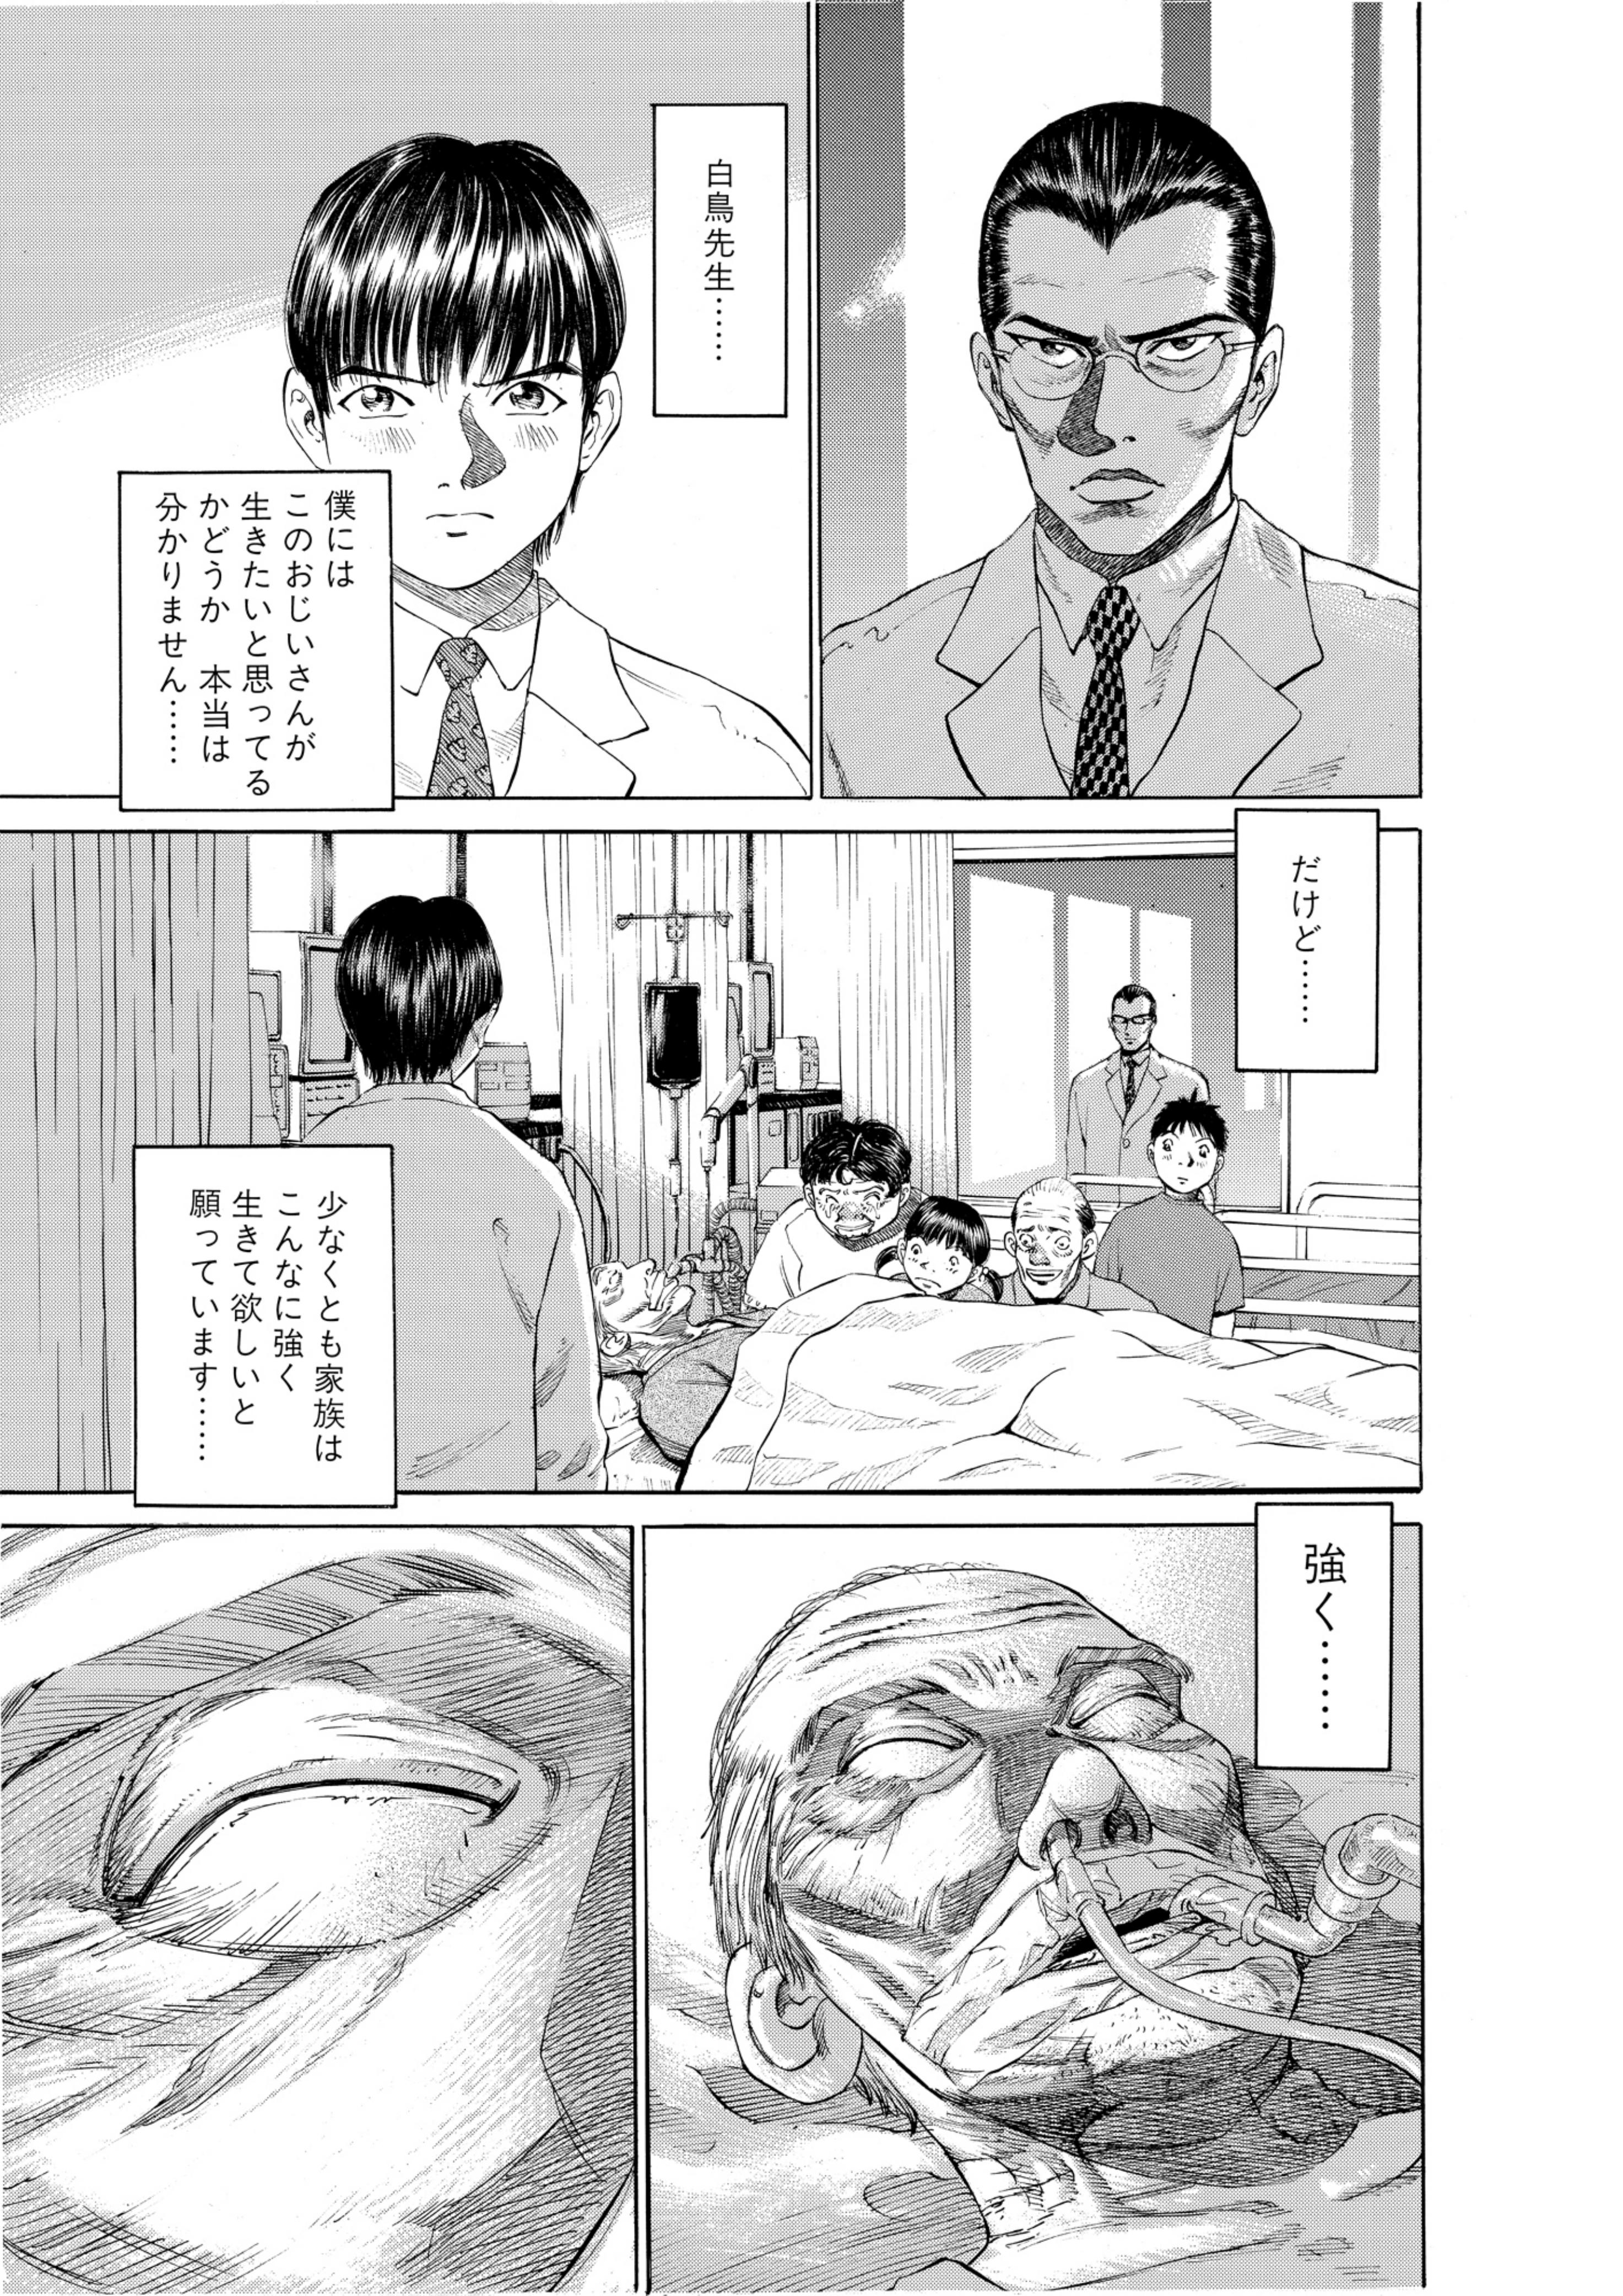 白鳥先生……
僕には
このおじいさんが
生きたいと思ってる
かどうか　本当は
分かりません……
だけど……
少なくとも家族は
こんなに強く
生きて欲しいと
願っています……
強く……